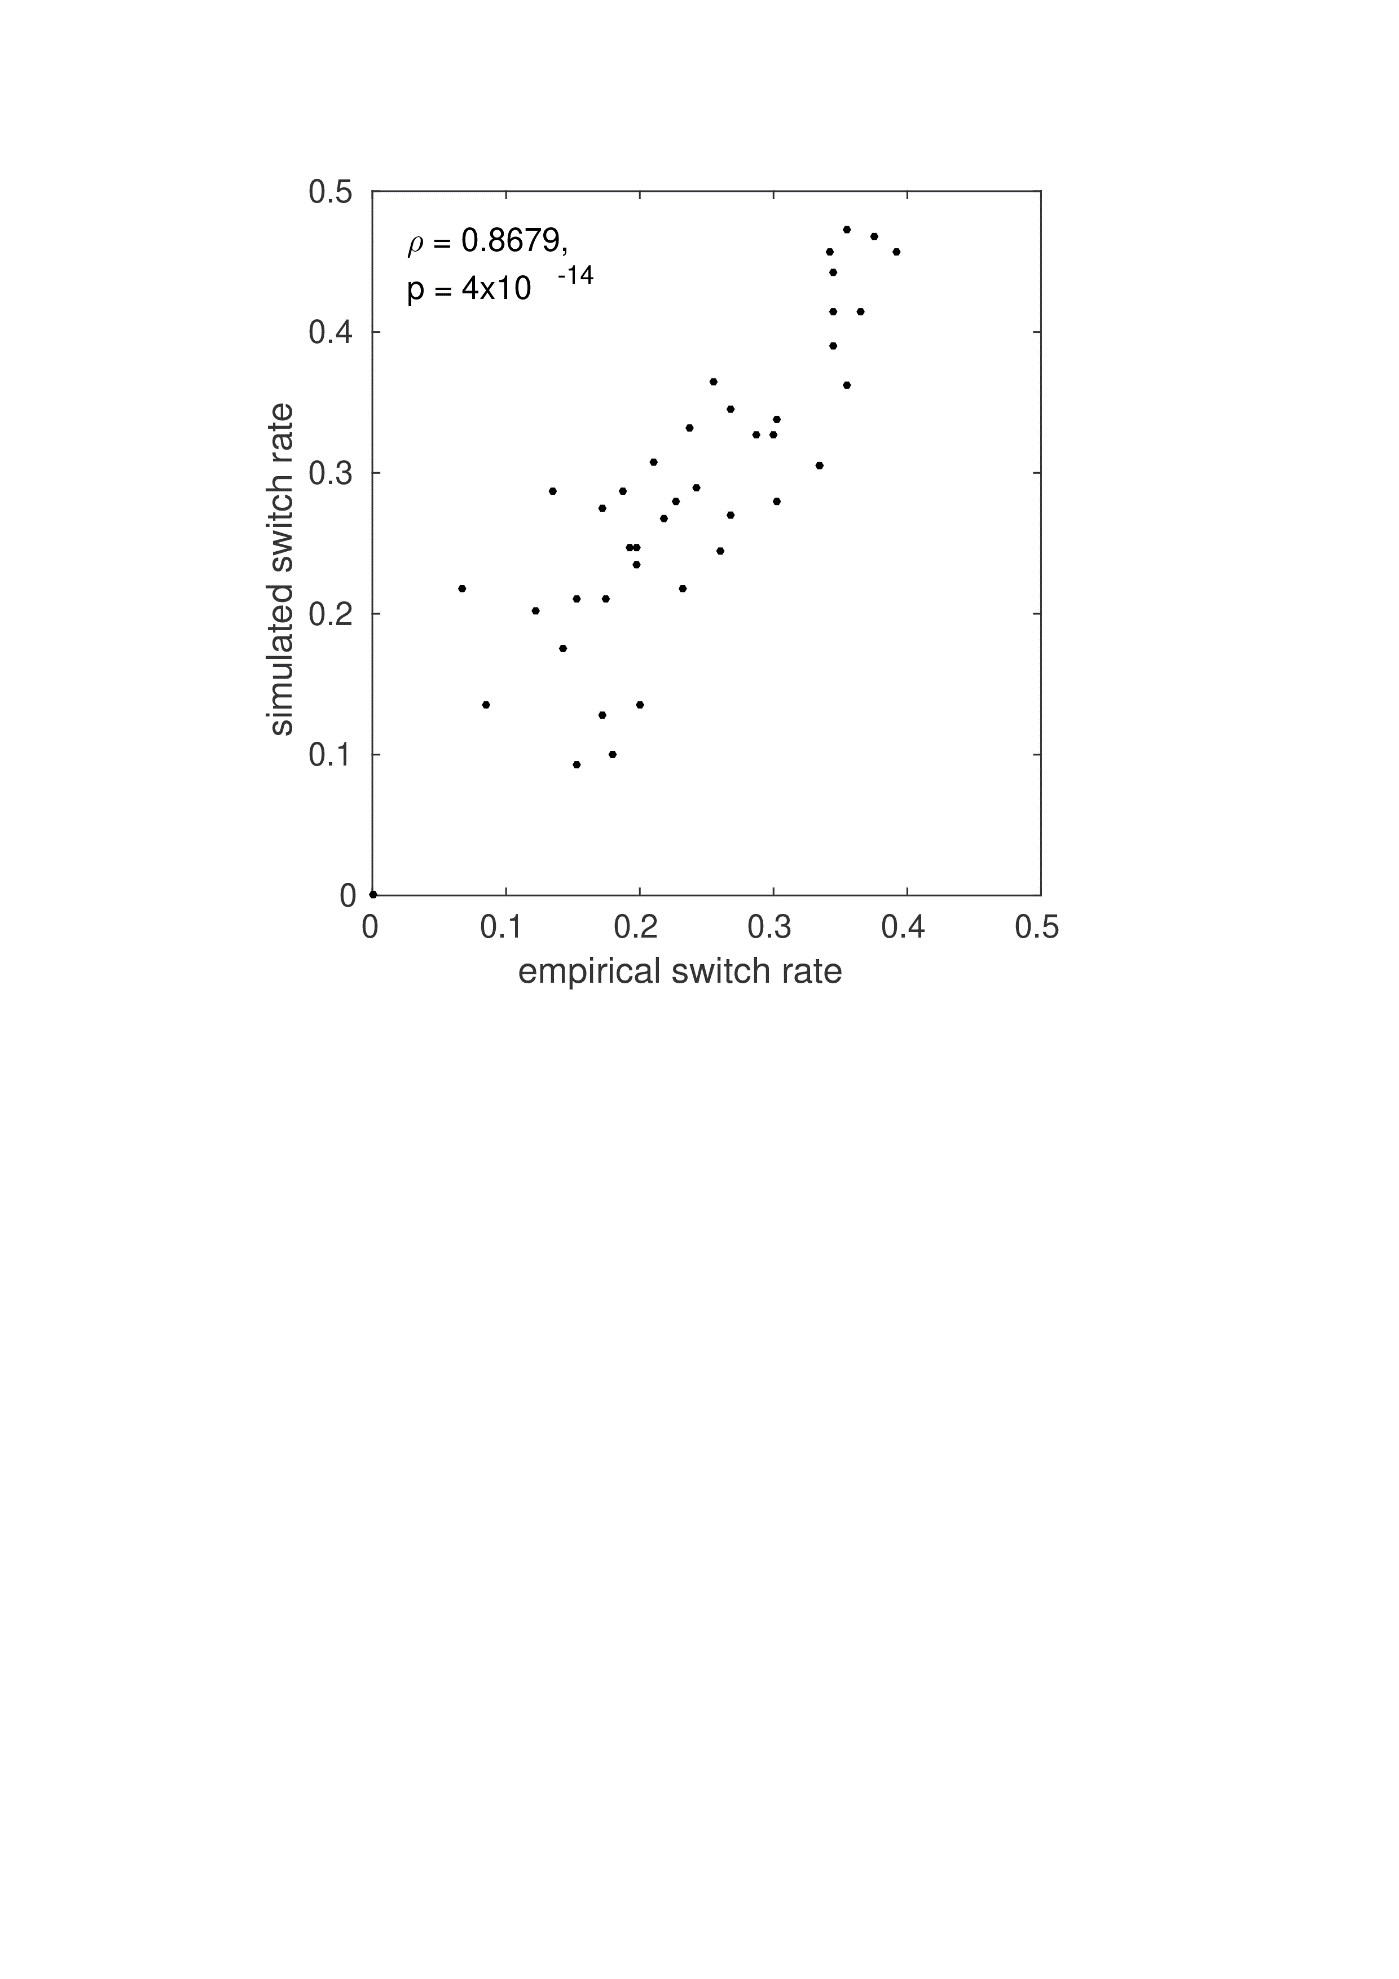 0.5
ρ = 0.8679,
p = 4x10 -14
0.4
0.3
0.2
0.1
0
simulated switch rate
0 0.1 0.2 0.3 0.4 0.5
empirical switch rate